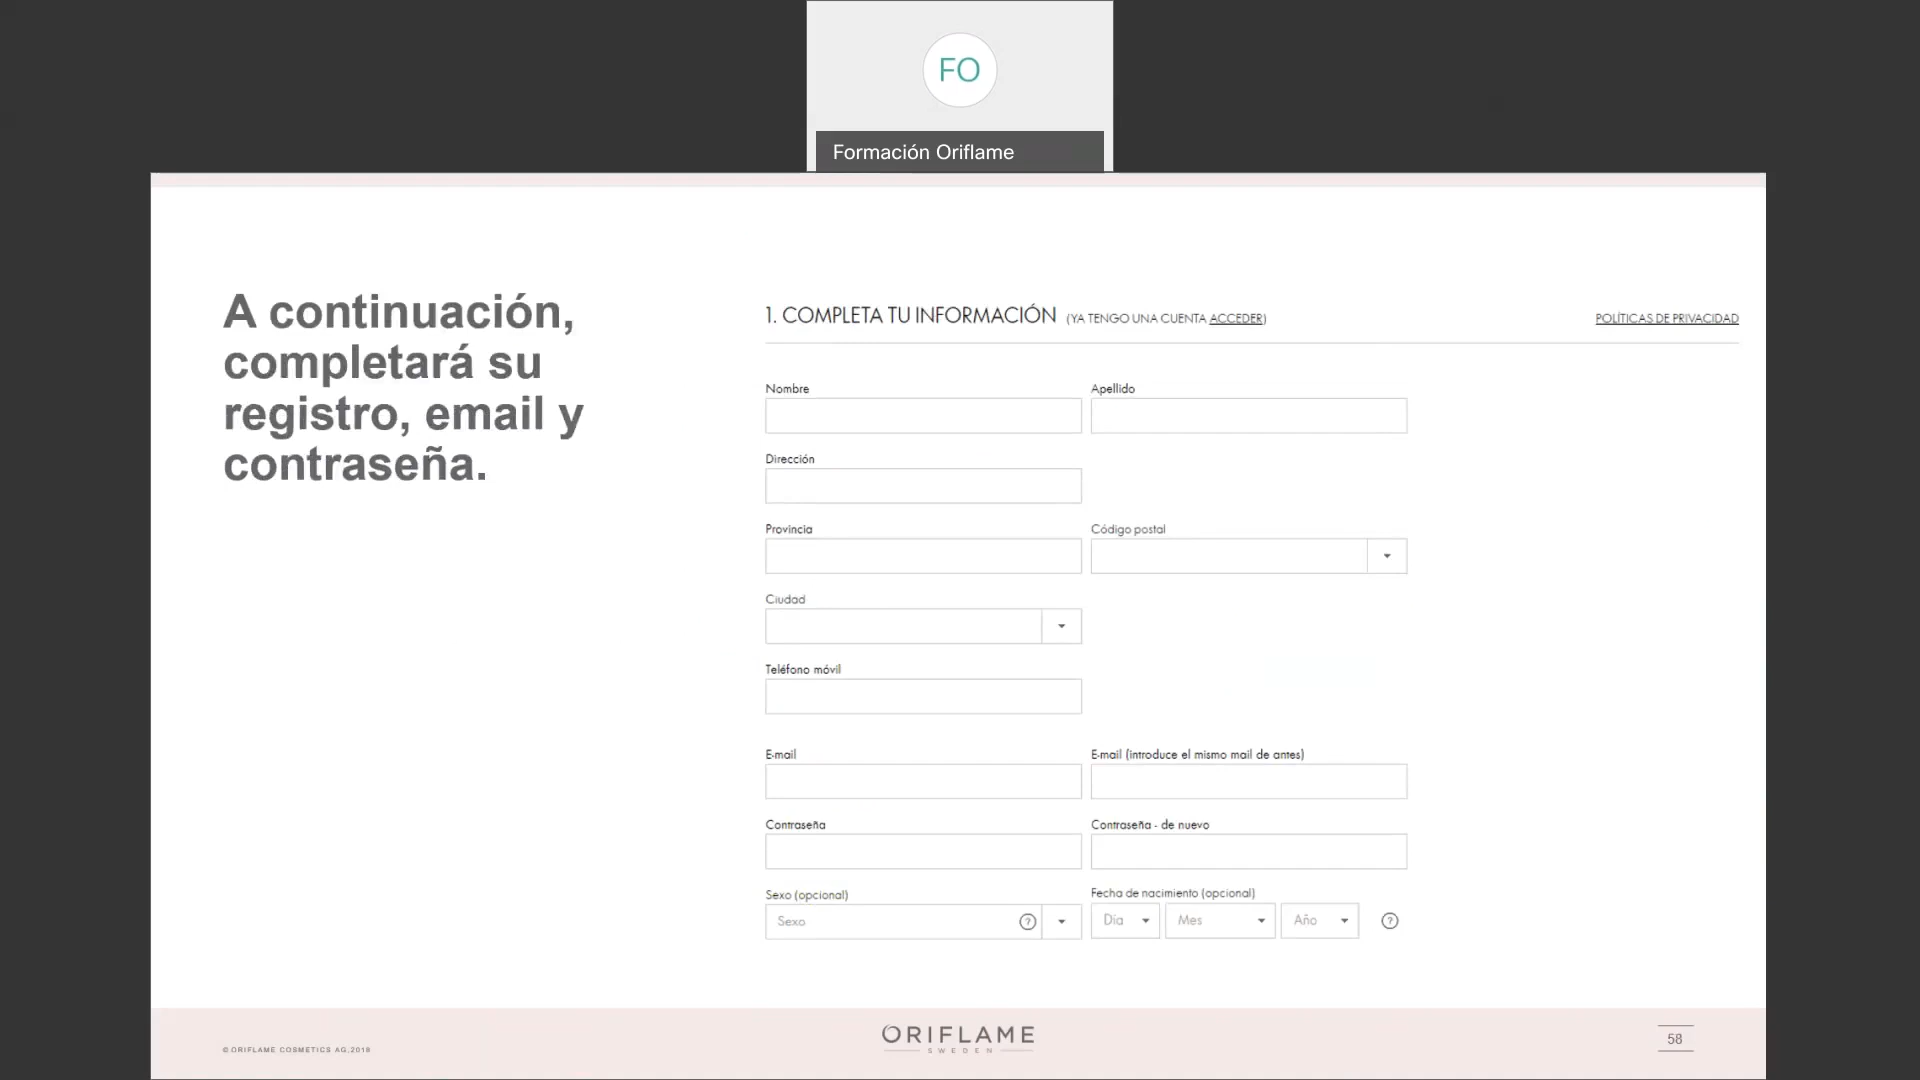 FO
Formación Oriflame
A continuación,
completará su
registro, email y
contraseña.
1. COMPLETA TU INFORMACIÓN (YA TENGO UNA CUENTA ACCEDER)
POLÍTICAS DE PRIVACIDAD
Nombre
Apellido
Dirección
Provincia
Código postal
Ciudad
Teléfono móvil
E-mail
E-mail (introduce el mismo mail de antes)
Contraseña
Contraseña - de nuevo
Sexo (opcional)
Fecha de nacimiento (opcional)
Sexo ?
Día Mes Año ?
© ORIFLAME COSMETICS AG, 2018
ORIFLAME
SWEDEN
58